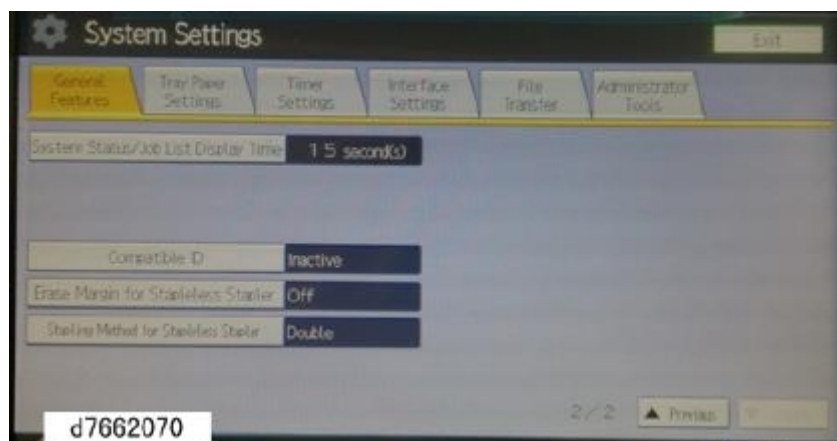 System Settings
Exit
General
Features
Tray Paper
Settings
Timer
Settings
Interface
Settings
File
Transfer
Administrator
Tools
System Status/Job List Display Time
15 second(s)
Compatible ID
Inactive
Erase Margin for Stapleless Stapler
Off
Stapling Method for Stapleless Stapler
Double
2/2
▲ Previous
d7662070